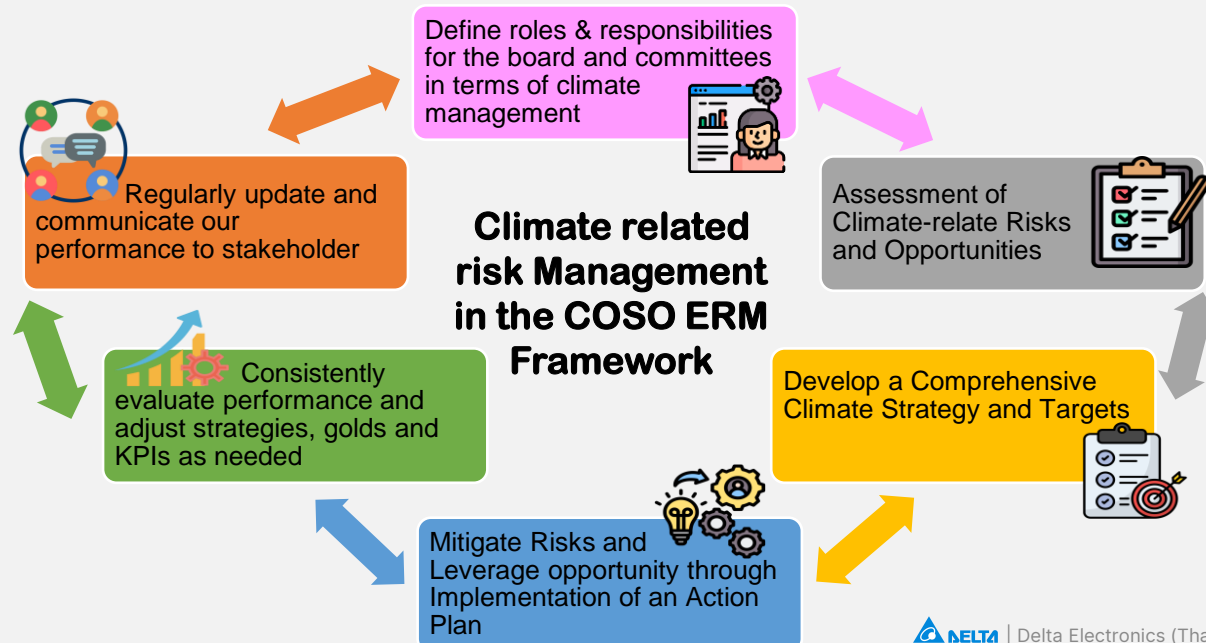 Define roles & responsibilities
for the board and committees
in terms of climate
management
Assessment of
Climate-relate Risks
and Opportunities
Develop a Comprehensive
Climate Strategy and Targets
Mitigate Risks and
Leverage opportunity through
Implementation of an Action
Plan
Consistently
evaluate performance and
adjust strategies, golds and
KPIs as needed
Regularly update and
communicate our
performance to stakeholder
Climate related
risk Management
in the COSO ERM
Framework
DELTA | Delta Electronics (Tha